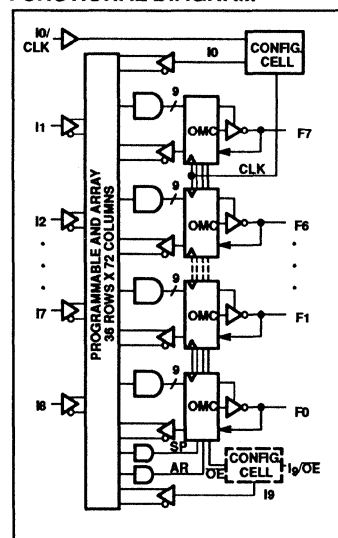 FUNCTIONAL DIAGRAM
I0/
CLK
I0
CONFIG.
CELL
PROGRAMMABLE AND ARRAY
36 ROWS X 72 COLUMNS
9
OMC
F7
I1
CLK
9
OMC
F6
I2
9
OMC
F1
I7
9
OMC
F0
I8
SP
AR
OE
CONFIG.
CELL
I9/OE
I9